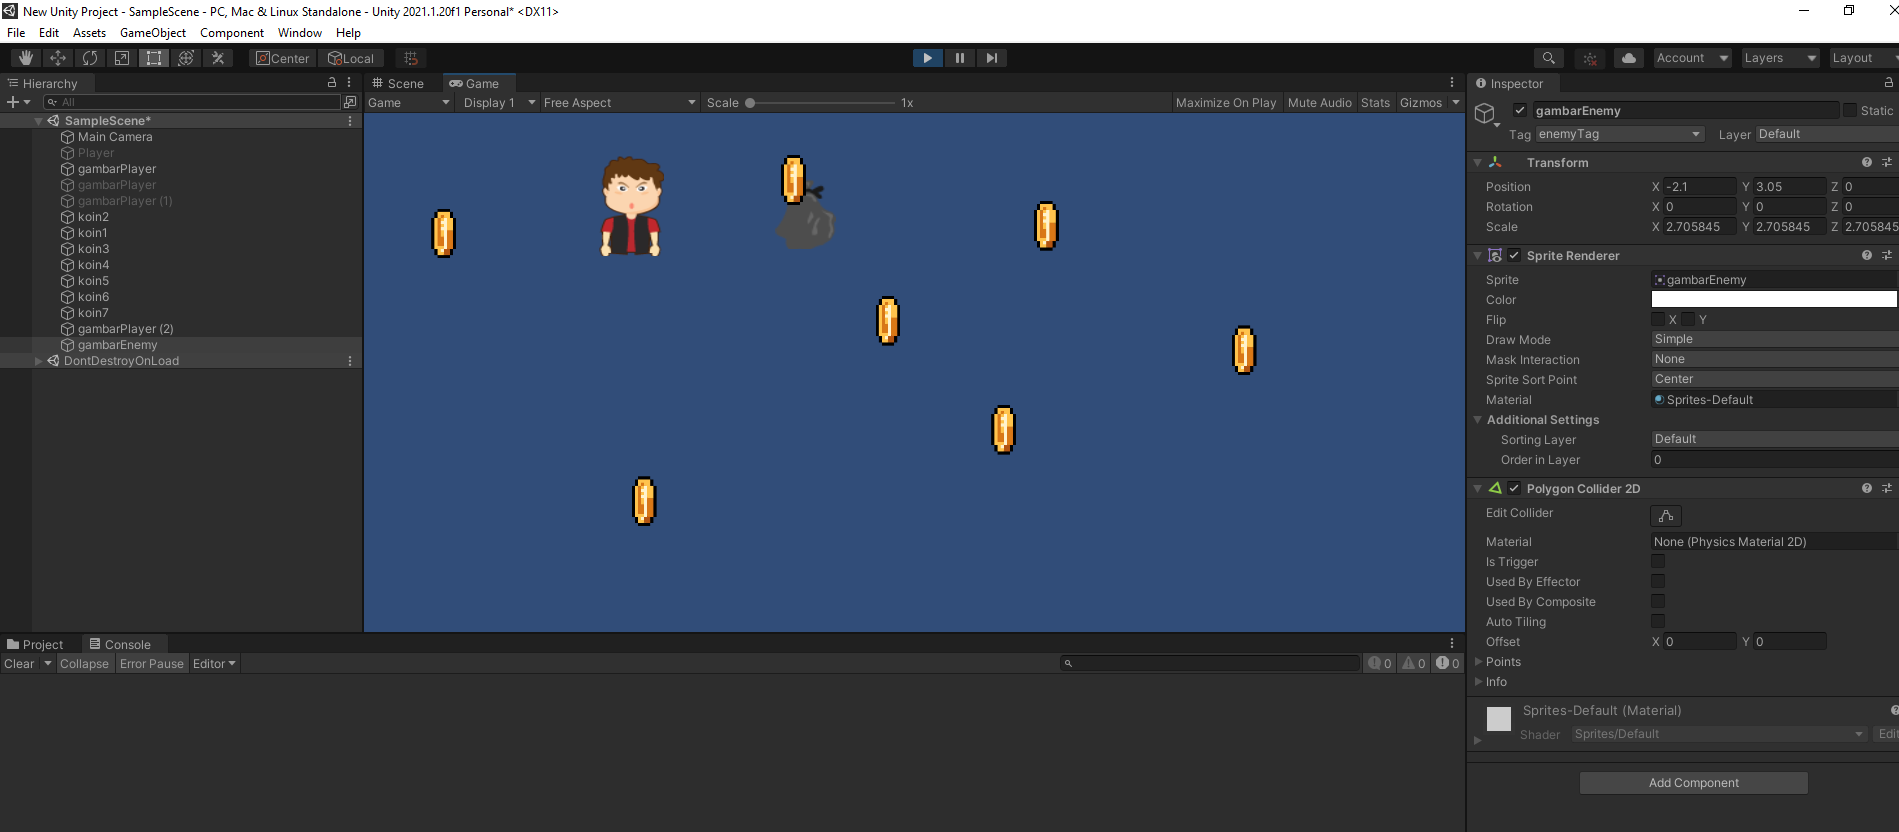 New Unity Project - SampleScene - PC, Mac & Linux Standalone - Unity 2021.1.20f1 Personal* <DX11>
File Edit Assets GameObject Component Window Help
Center Local Account Layers Layout
Hierarchy
All
SampleScene*
Main Camera
Player
gambarPlayer
gambarPlayer
gambarPlayer (1)
koin2
koin1
koin3
koin4
koin5
koin6
koin7
gambarPlayer (2)
gambarEnemy
DontDestroyOnLoad
Scene Game
Game Display 1 Free Aspect Scale 1x Maximize On Play Mute Audio Stats Gizmos
Inspector
gambarEnemy Static
Tag enemyTag Layer Default
Transform
Position X -2.1 Y 3.05 Z 0
Rotation X 0 Y 0 Z 0
Scale X 2.705845 Y 2.705845 Z 2.705845
Sprite Renderer
Sprite gambarEnemy
Color
Flip X Y
Draw Mode Simple
Mask Interaction None
Sprite Sort Point Center
Material Sprites-Default
Additional Settings
Sorting Layer Default
Order in Layer 0
Polygon Collider 2D
Edit Collider
Material None (Physics Material 2D)
Is Trigger
Used By Effector
Used By Composite
Auto Tiling
Offset X 0 Y 0
Points
Info
Sprites-Default (Material)
Shader Sprites/Default Edit
Add Component
Project Console
Clear Collapse Error Pause Editor 0 0 0